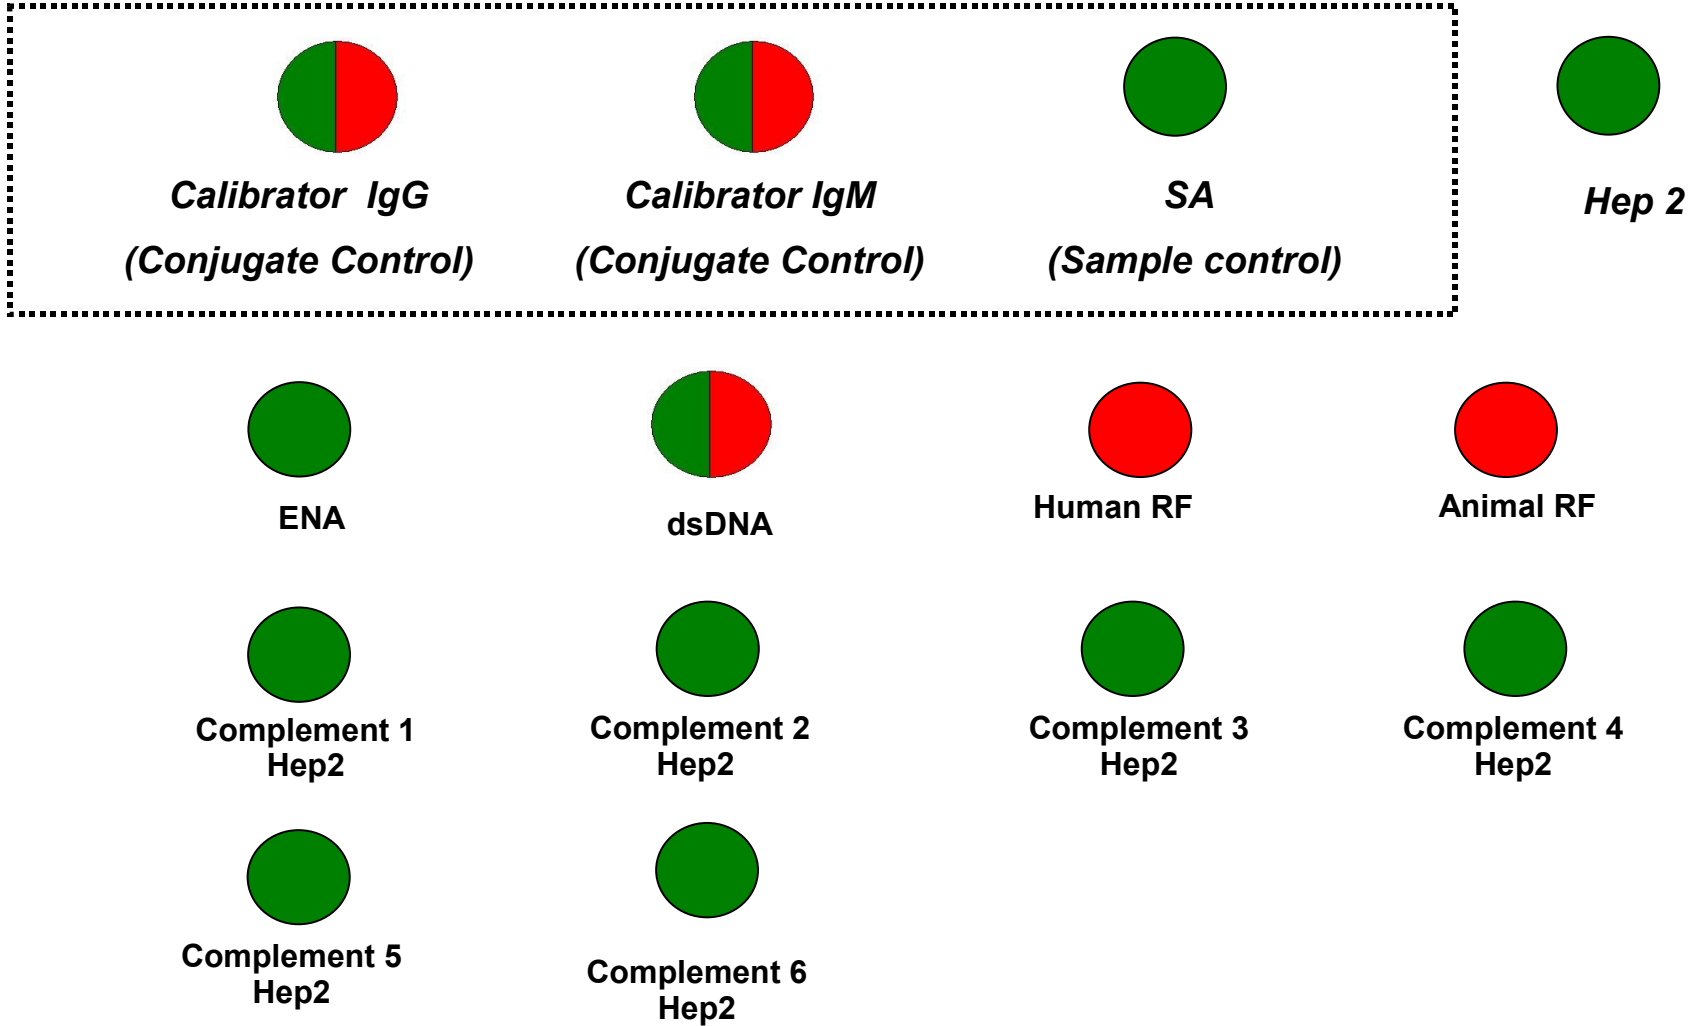 Calibrator IgG
(Conjugate Control)
Calibrator IgM
(Conjugate Control)
SA
(Sample control)
Hep 2
ENA
dsDNA
Human RF
Animal RF
Complement 1
Hep2
Complement 2
Hep2
Complement 3
Hep2
Complement 4
Hep2
Complement 5
Hep2
Complement 6
Hep2